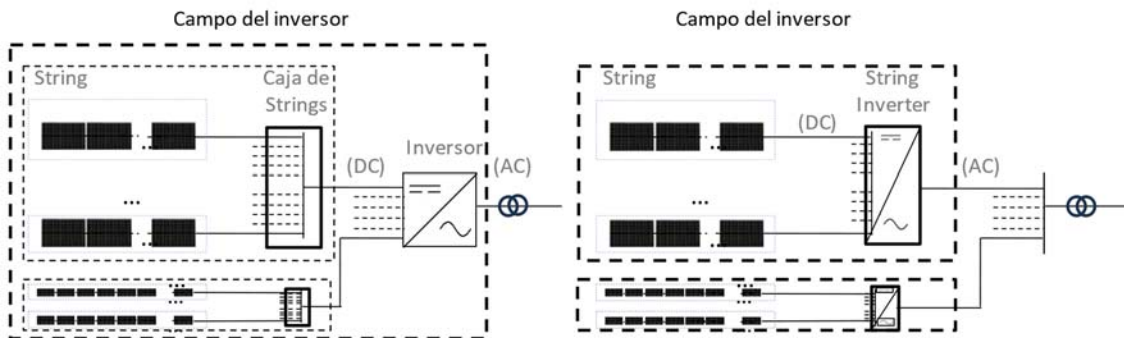 Campo del inversor
String
Caja de
Strings
(DC)
Inversor
(AC)
Campo del inversor
String
String
Inverter
(DC)
(AC)